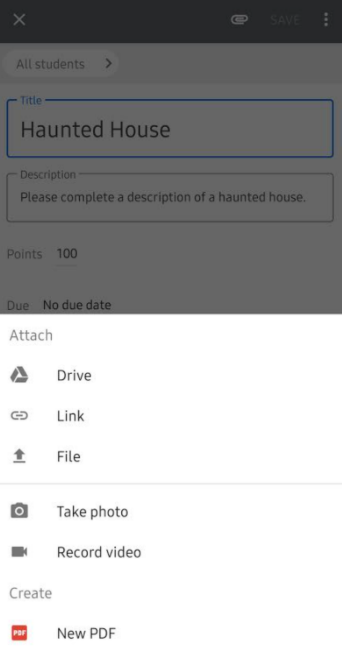 SAVE
All students
Title
Haunted House
Description
Please complete a description of a haunted house.
Points 100
Due No due date
Attach
Drive
Link
File
Take photo
Record video
Create
PDF New PDF